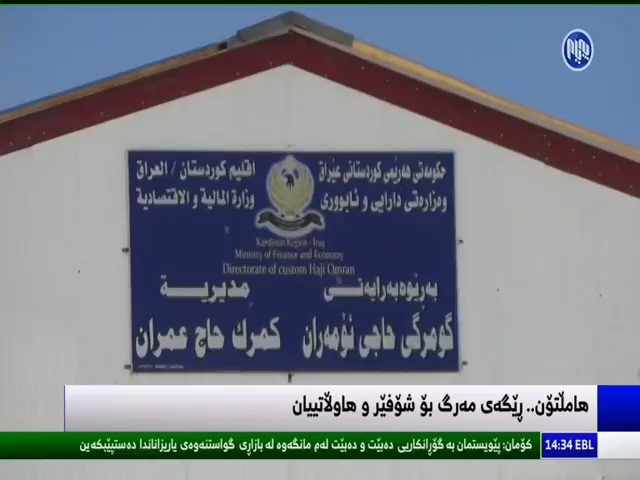 حکومەتی هەرێمی کوردستانی عێراق
وەزارەتی دارایی و ئابووری
اقليم كوردستان / العراق
وزارة المالية و الاقتصادية
Kurdistan Region - Iraq
Ministry of Finance and Economy
Directorate of custom Haji Omran
بەرێوەبەرایەتی
گومرگی حاجی ئۆمەران
مديرية
كمرك حاج عمران
هامڵتۆن.. ڕێگەی مەرگ بۆ شۆفێر و هاوڵاتییان
14:34 EBL
کۆمان: پێویستمان بە گۆڕانکاریی دەبێت و دەبێت لەم مانگەوە لە بازاڕی گواستنەوەی یاریزاناندا دەستپێبکەین